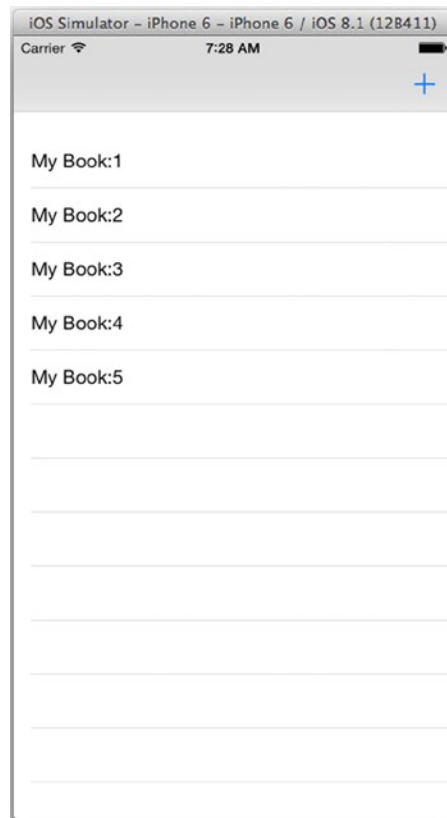 iOS Simulator – iPhone 6 – iPhone 6 / iOS 8.1 (12B411)
Carrier 7:28 AM
+
My Book:1
My Book:2
My Book:3
My Book:4
My Book:5